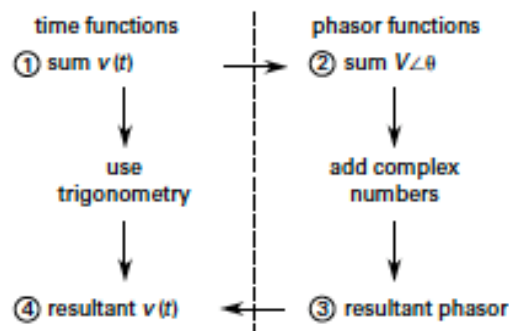 time functions
phasor functions
① sum v(t)
② sum V∠θ
use
trigonometry
add complex
numbers
④ resultant v(t)
③ resultant phasor